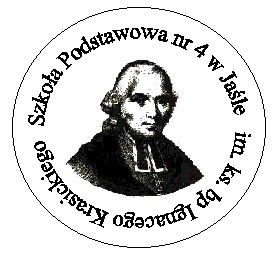 Szkoła Podstawowa nr 4 w Jaśle
im. ks. bp Ignacego Krasickiego